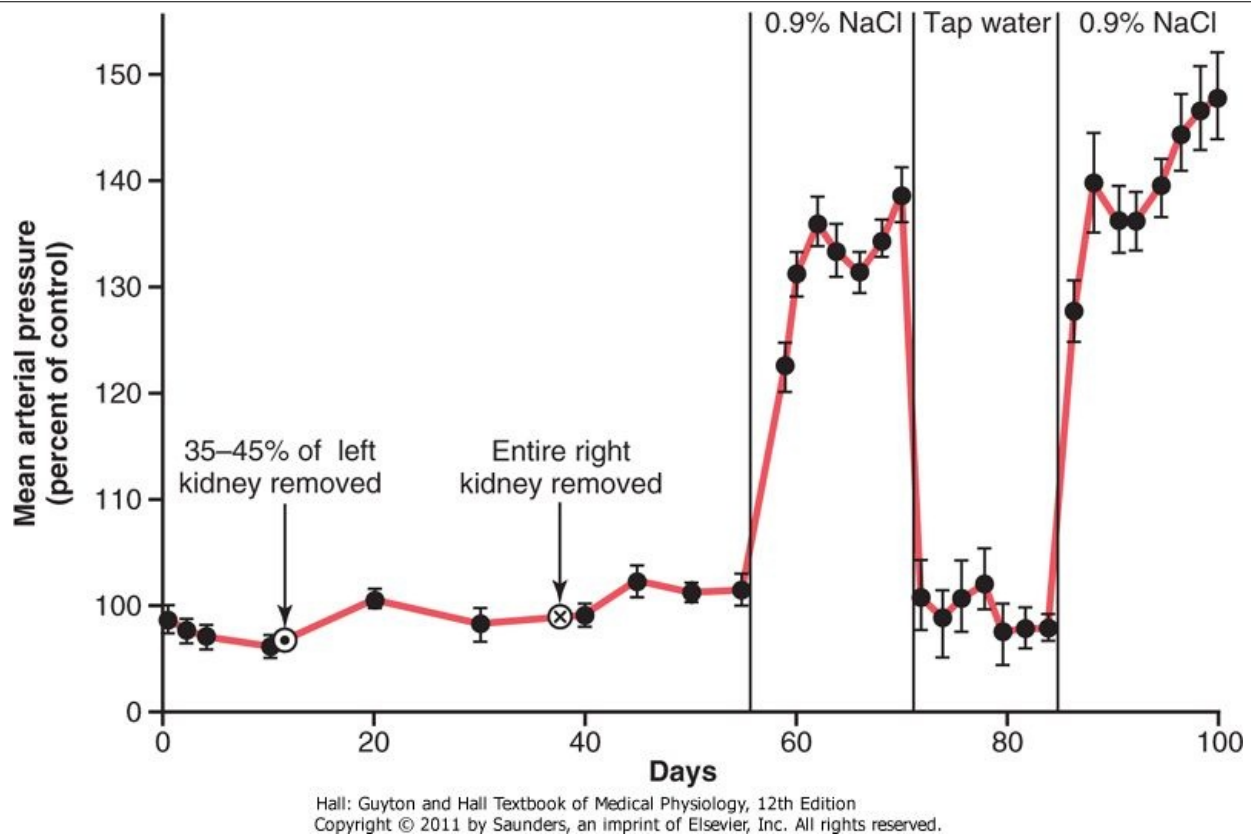 0.9% NaCl
Tap water
0.9% NaCl
150
140
130
120
110
100
0
Mean arterial pressure
(percent of control)
35–45% of left
kidney removed
Entire right
kidney removed
0
20
40
60
80
100
Days
Hall: Guyton and Hall Textbook of Medical Physiology, 12th Edition
Copyright © 2011 by Saunders, an imprint of Elsevier, Inc. All rights reserved.